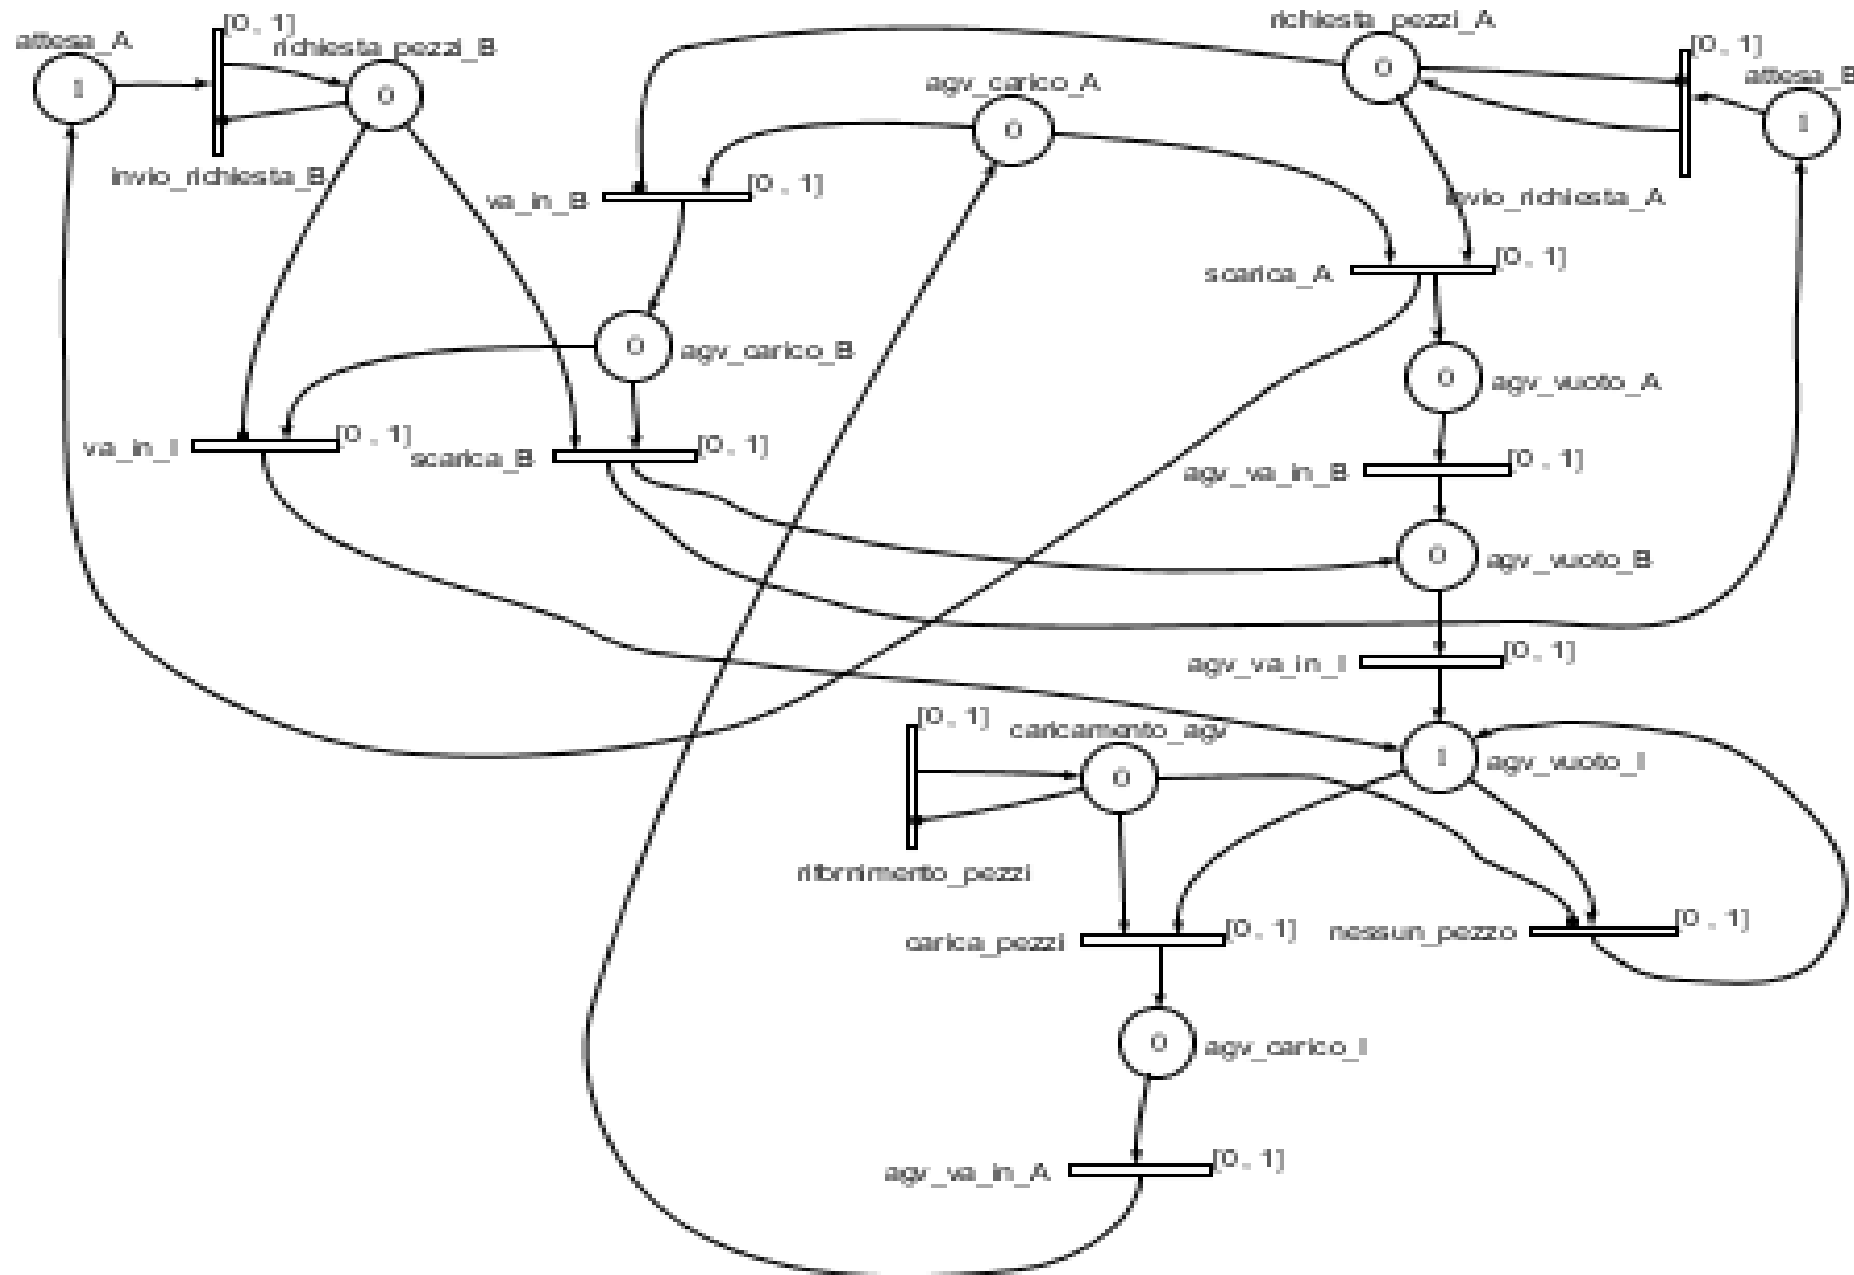 richiesta_pezzi_A
attesa_A
[0, 1]
richiesta_pezzi_B
[0, 1]
attesa_B
1
0
agv_carico_A
0
0
1
invio_richiesta_B
va_in_B
[0, 1]
invio_richiesta_A
scarica_A
[0, 1]
0
agv_carico_B
0
agv_vuoto_A
va_in_I
[0, 1]
scarica_B
[0, 1]
agv_va_in_B
[0, 1]
0
agv_vuoto_B
agv_va_in_I
[0, 1]
[0, 1]
caricamento_agv
0
1
agv_vuoto_I
rifornimento_pezzi
carica_pezzi
[0, 1]
nessun_pezzo
[0, 1]
0
agv_carico_I
agv_va_in_A
[0, 1]